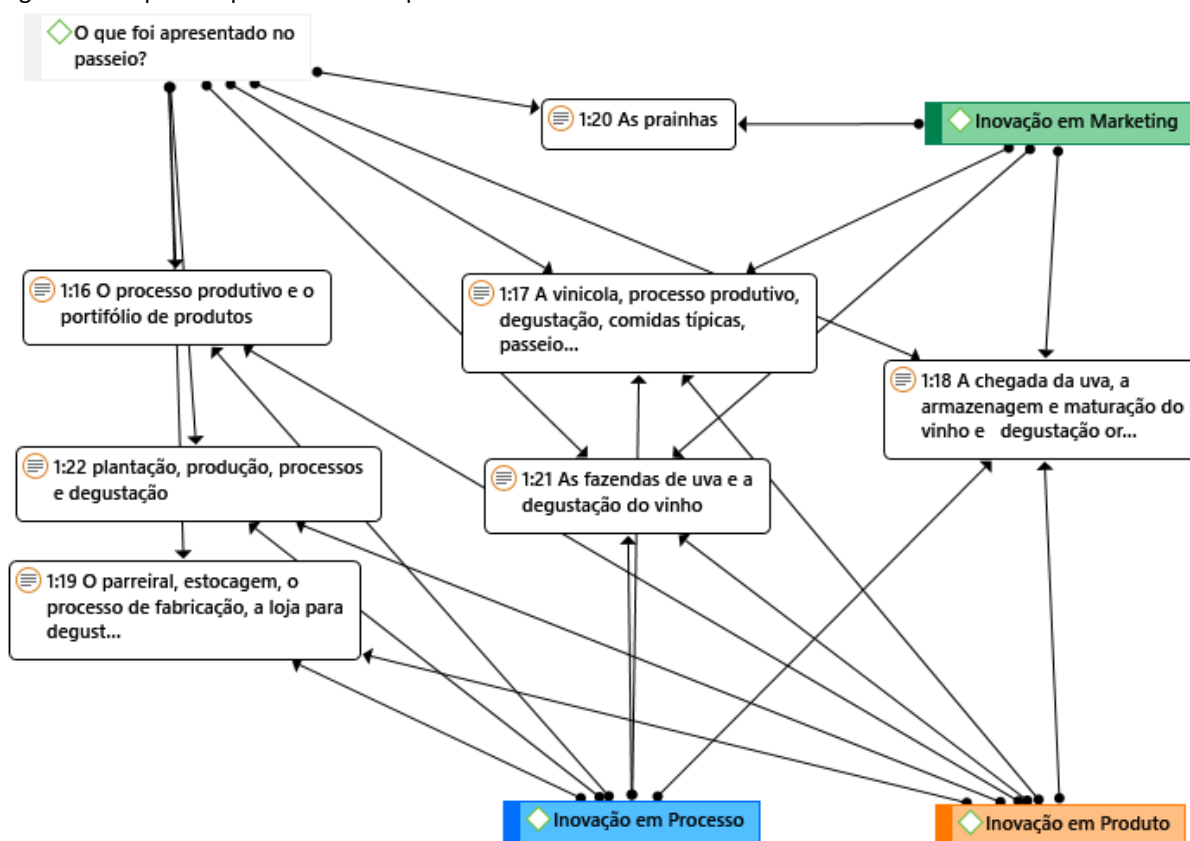 O que foi apresentado no
passeio?
1:20 As prainhas
Inovação em Marketing
1:16 O processo produtivo e o
portifólio de produtos
1:17 A vinicola, processo produtivo,
degustação, comidas típicas,
passeio...
1:18 A chegada da uva, a
armazenagem e maturação do
vinho e degustação or...
1:22 plantação, produção, processos
e degustação
1:21 As fazendas de uva e a
degustação do vinho
1:19 O parreiral, estocagem, o
processo de fabricação, a loja para
degust...
Inovação em Processo
Inovação em Produto